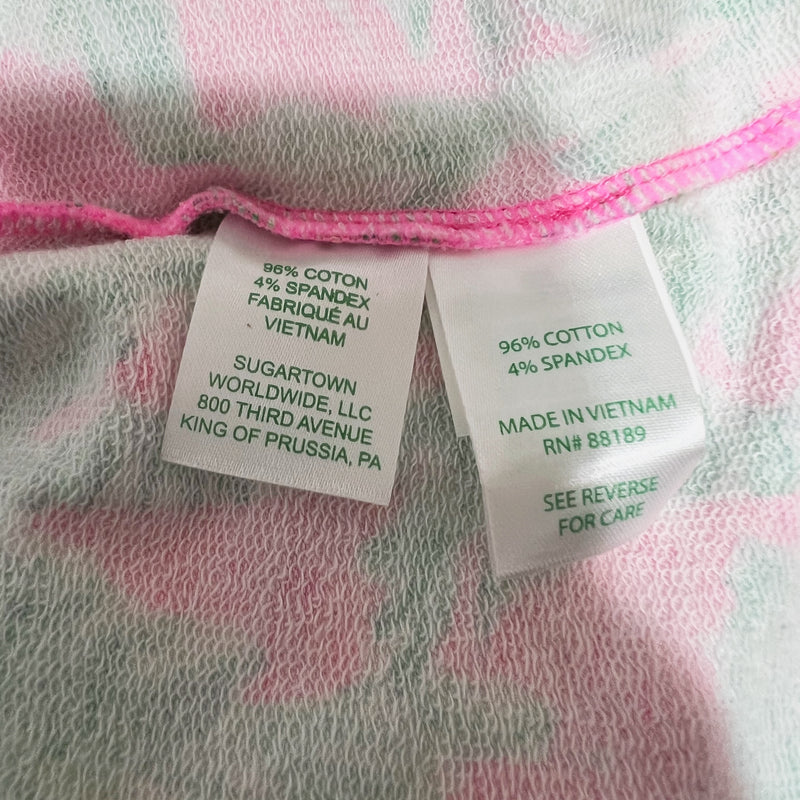 96% COTON
4% SPANDEX
FABRIQUÉ AU
VIETNAM
SUGARTOWN
WORLDWIDE, LLC
800 THIRD AVENUE
KING OF PRUSSIA, PA
96% COTTON
4% SPANDEX
MADE IN VIETNAM
RN# 88189
SEE REVERSE
FOR CARE